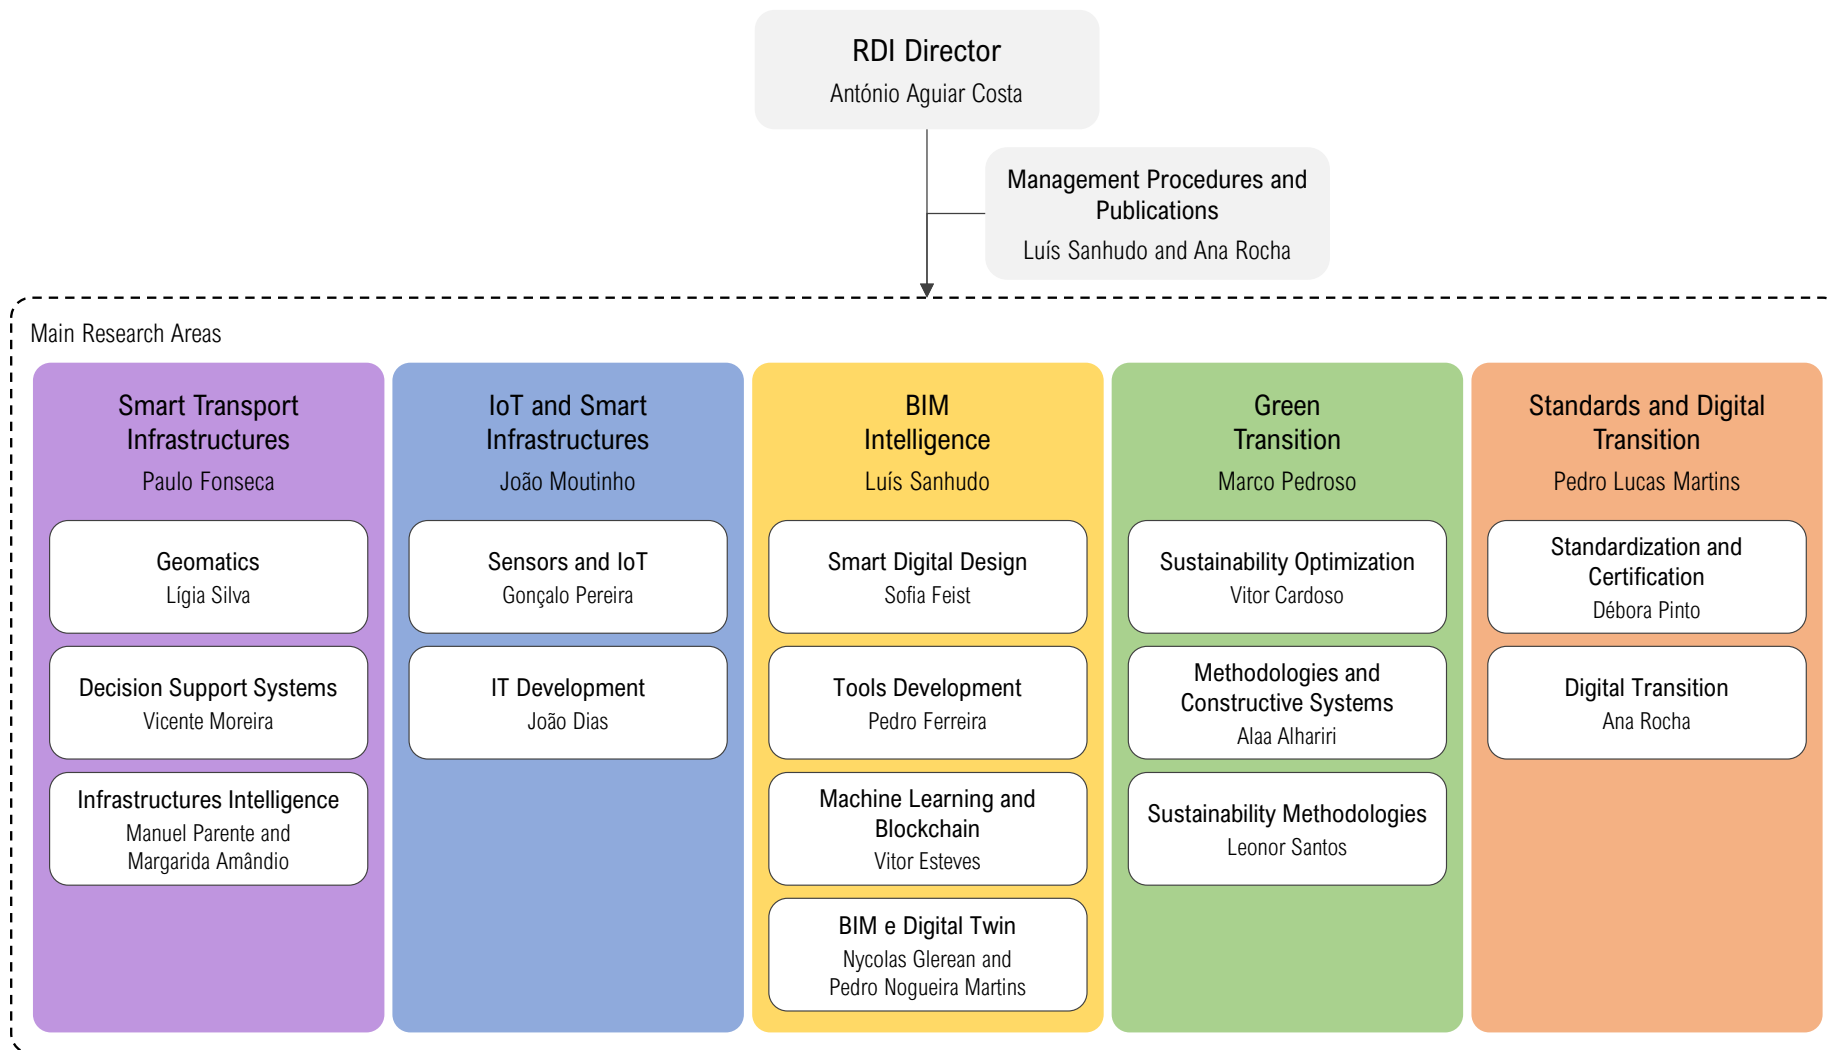 RDI Director
António Aguiar Costa
Management Procedures and
Publications
Luís Sanhudo and Ana Rocha
Main Research Areas
Smart Transport
Infrastructures
Paulo Fonseca
Geomatics
Lígia Silva
Decision Support Systems
Vicente Moreira
Infrastructures Intelligence
Manuel Parente and
Margarida Amândio
IoT and Smart
Infrastructures
João Moutinho
Sensors and IoT
Gonçalo Pereira
IT Development
João Dias
BIM
Intelligence
Luís Sanhudo
Smart Digital Design
Sofia Feist
Tools Development
Pedro Ferreira
Machine Learning and
Blockchain
Vitor Esteves
BIM e Digital Twin
Nycolas Glerean and
Pedro Nogueira Martins
Green
Transition
Marco Pedroso
Sustainability Optimization
Vitor Cardoso
Methodologies and
Constructive Systems
Alaa Alhariri
Sustainability Methodologies
Leonor Santos
Standards and Digital
Transition
Pedro Lucas Martins
Standardization and
Certification
Débora Pinto
Digital Transition
Ana Rocha